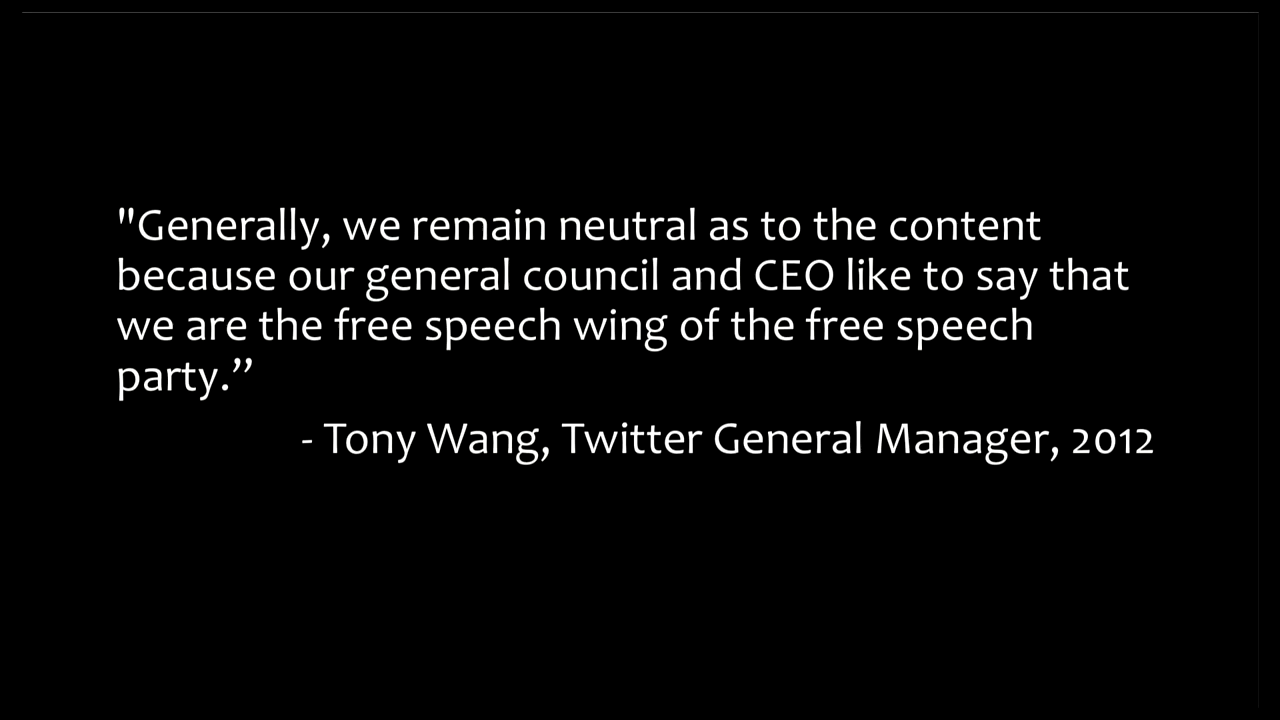 "Generally, we remain neutral as to the content
because our general council and CEO like to say that
we are the free speech wing of the free speech
party.”
- Tony Wang, Twitter General Manager, 2012